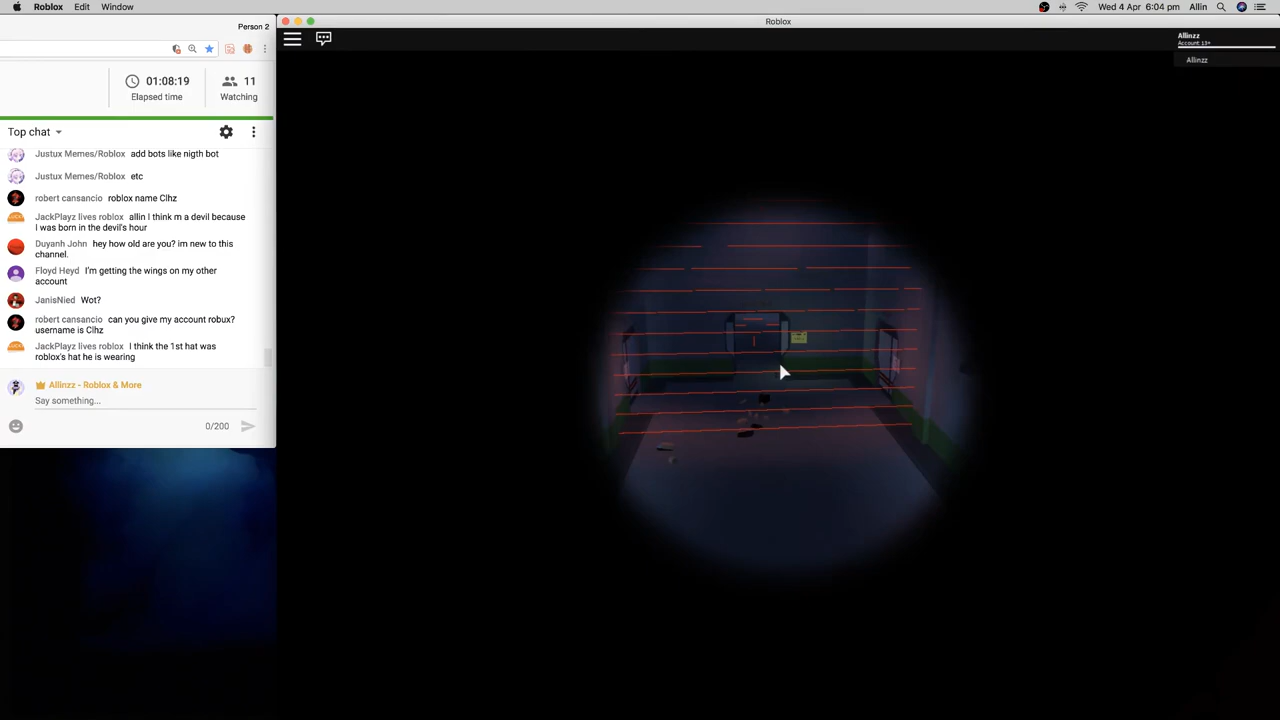 Roblox Edit Window
Wed 4 Apr 6:04 pm Allin
Person 2
Roblox
Allinzz
Account: 13+
Allinzz
01:08:19
Elapsed time
11
Watching
Top chat
Justux Memes/Roblox add bots like nigth bot
Justux Memes/Roblox etc
robert cansancio roblox name Clhz
JackPlayz lives roblox allin I think m a devil because
I was born in the devil's hour
Duyanh John hey how old are you? im new to this
channel.
Floyd Heyd I'm getting the wings on my other
account
JanisNied Wot?
robert cansancio can you give my account robux?
username is Clhz
JackPlayz lives roblox I think the 1st hat was
roblox's hat he is wearing
Allinzz - Roblox & More
Say something...
0/200